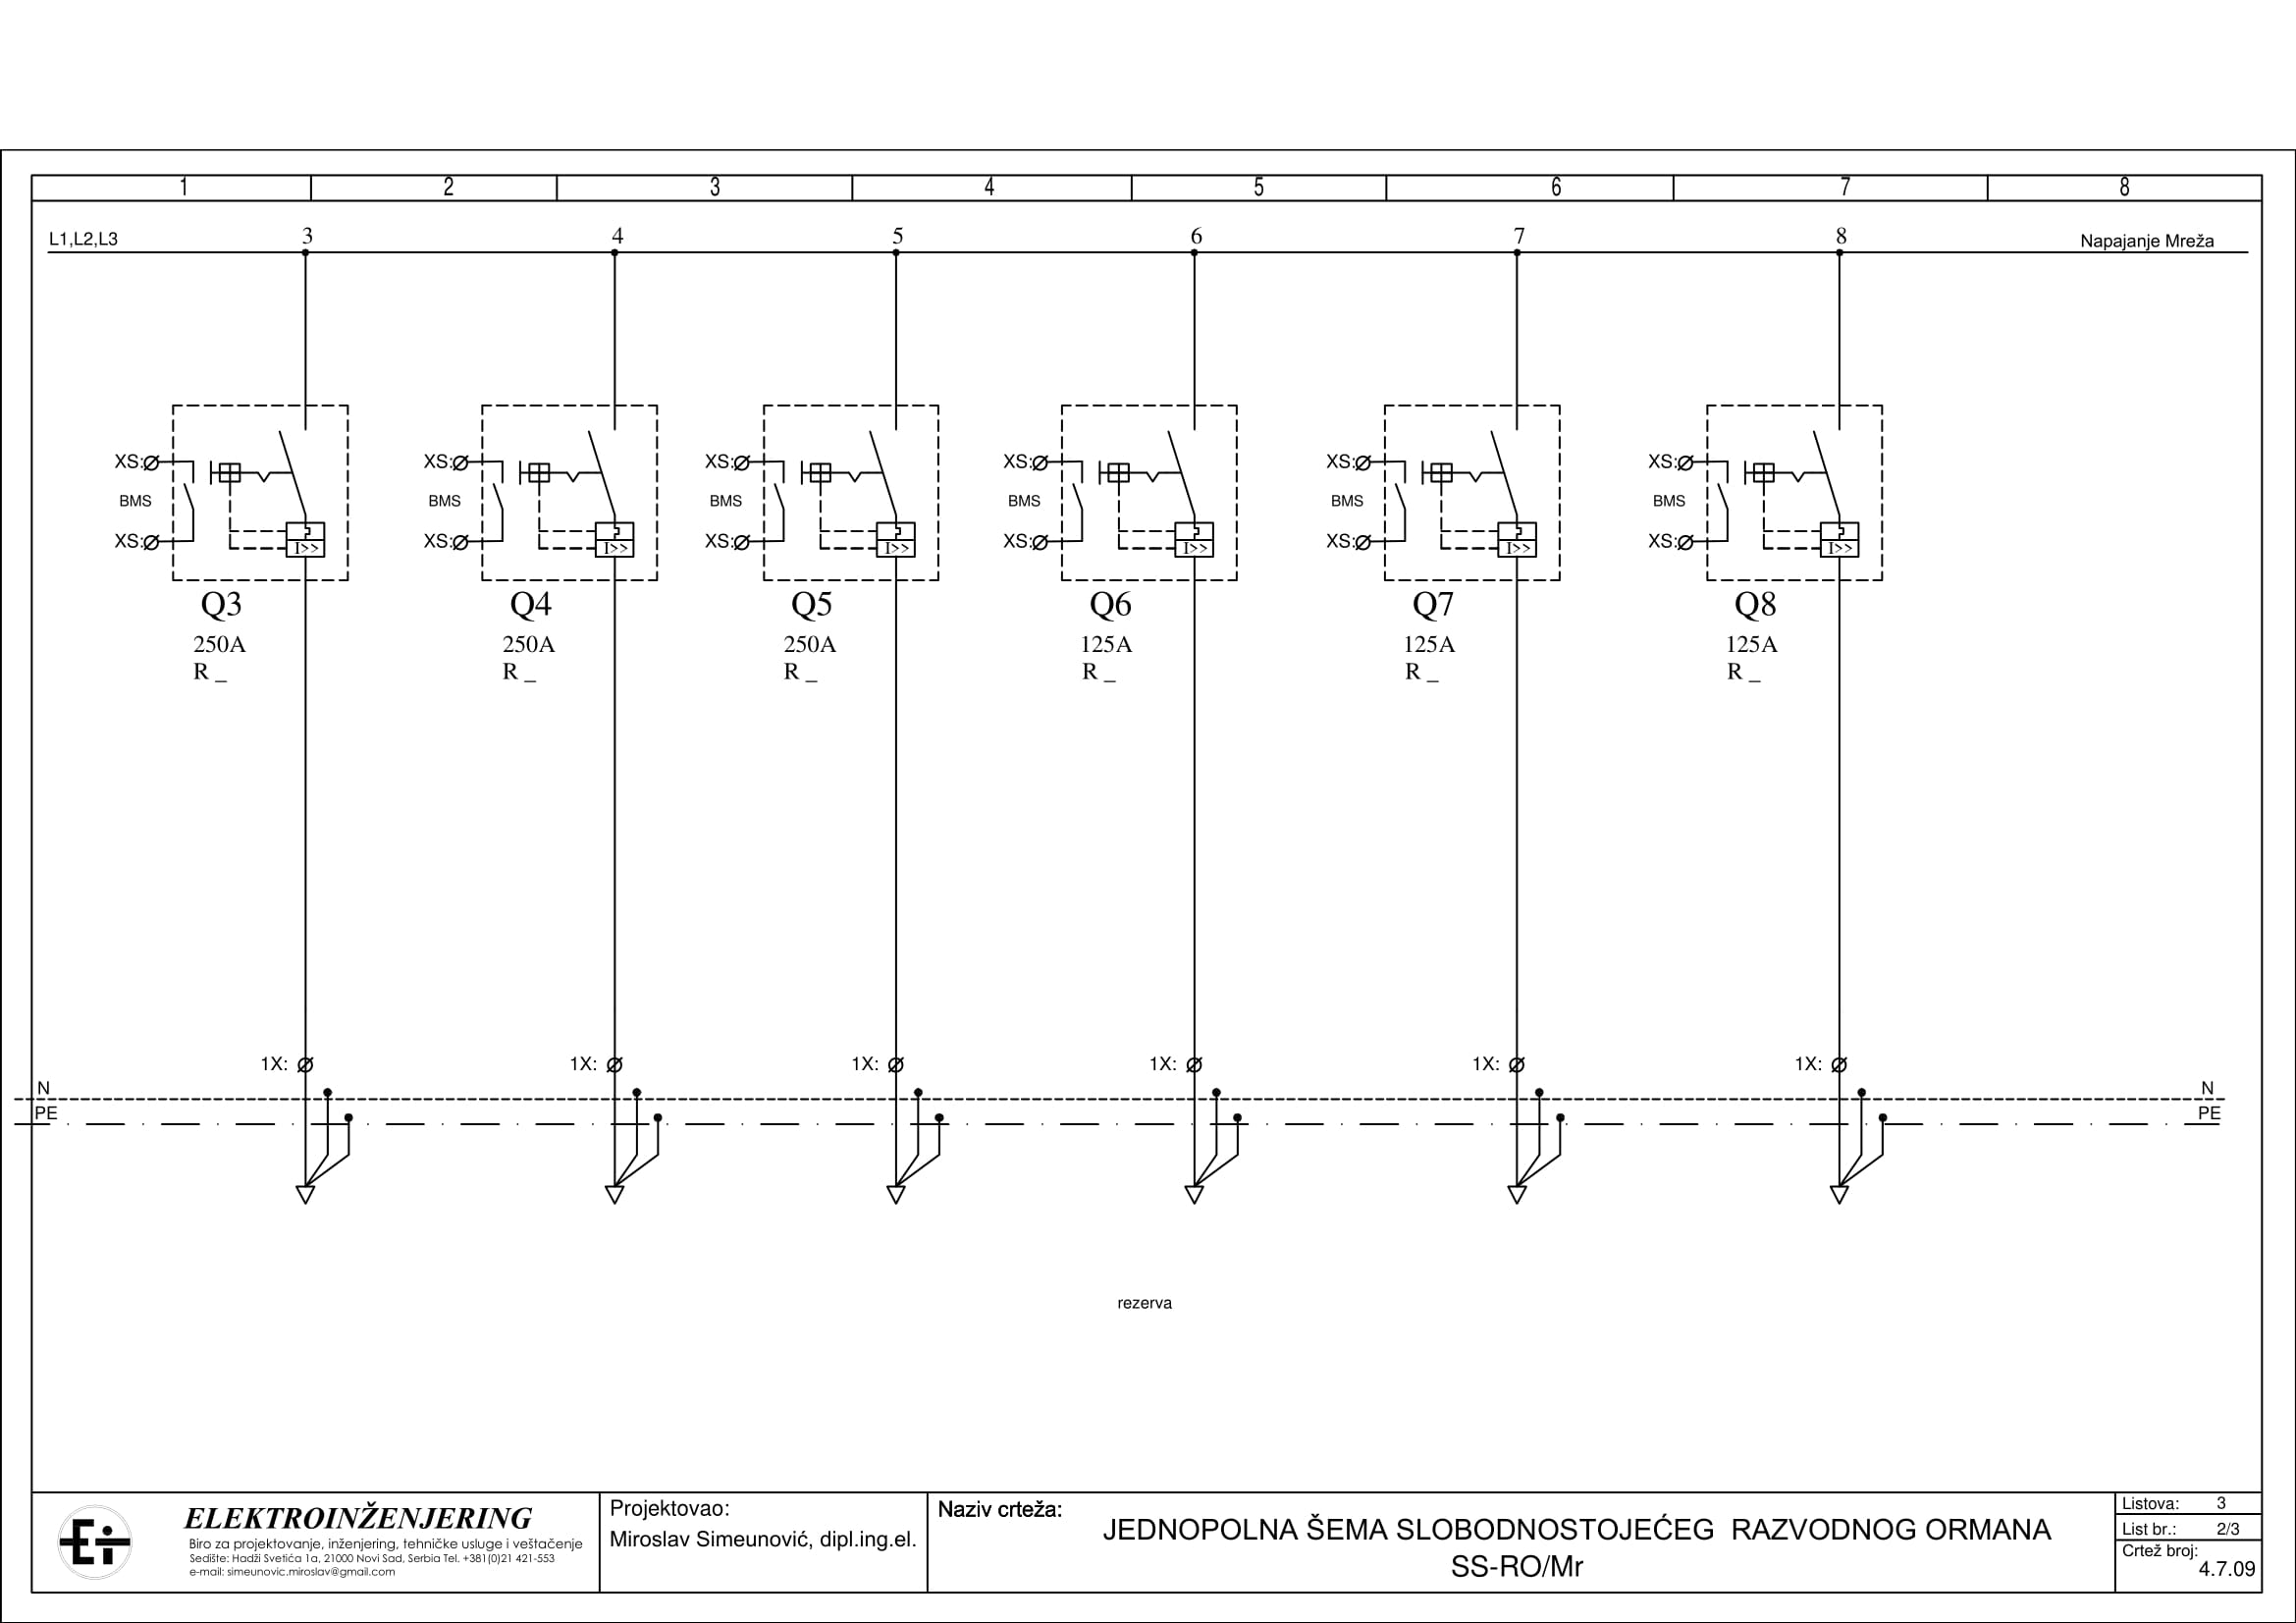 1 2 3 4 5 6 7 8
L1,L2,L3 3 4 5 6 7 8 Napajanje Mreža
XS: XS: XS: XS: XS: XS:
BMS BMS BMS BMS BMS BMS
XS: XS: XS: XS: XS: XS:
I>> I>> I>> I>> I>> I>>
Q3 Q4 Q5 Q6 Q7 Q8
250A 250A 250A 125A 125A 125A
R _ R _ R _ R _ R _ R _
1X: 1X: 1X: 1X: 1X: 1X:
N N
PE PE
rezerva
Ei
ELEKTROINŽENJERING
Biro za projektovanje, inženjering, tehničke usluge i veštačenje
Sedište: Hadži Svetića 1a, 21000 Novi Sad, Serbia Tel. +381(0)21 421-553
e-mail: simeunovic.miroslav@gmail.com
Projektovao:
Miroslav Simeunović, dipl.ing.el.
Naziv crteža:
JEDNOPOLNA ŠEMA SLOBODNOSTOJEĆEG RAZVODNOG ORMANA
SS-RO/Mr
Listova: 3
List br.: 2/3
Crtež broj:
4.7.09